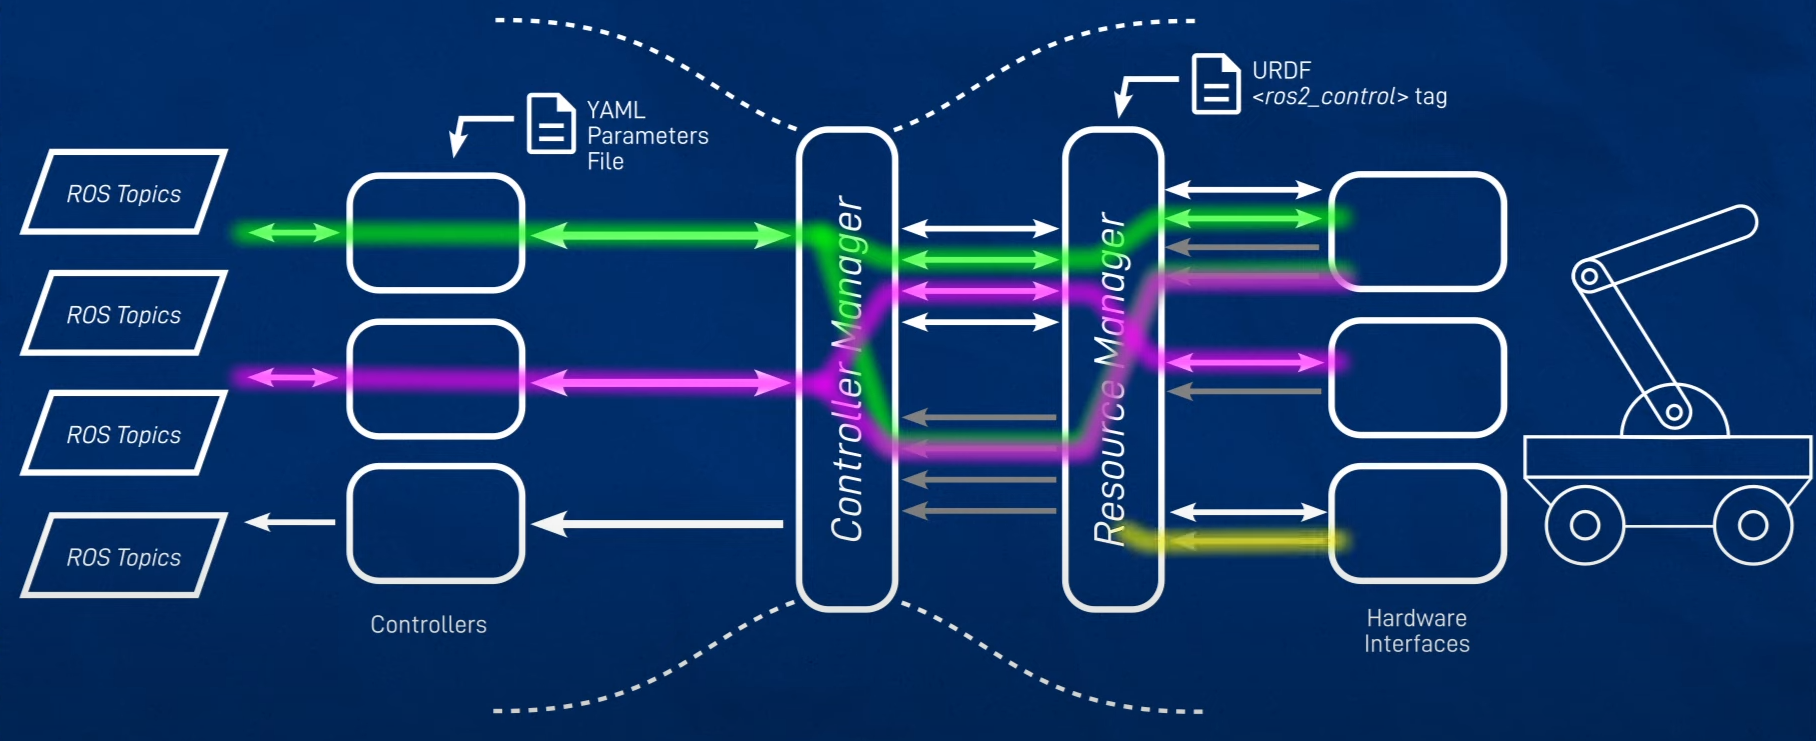 URDF
<ros2_control> tag
YAML
Parameters
File
ROS Topics
ROS Topics
ROS Topics
ROS Topics
Controller Manager
Resource Manager
Controllers
Hardware
Interfaces